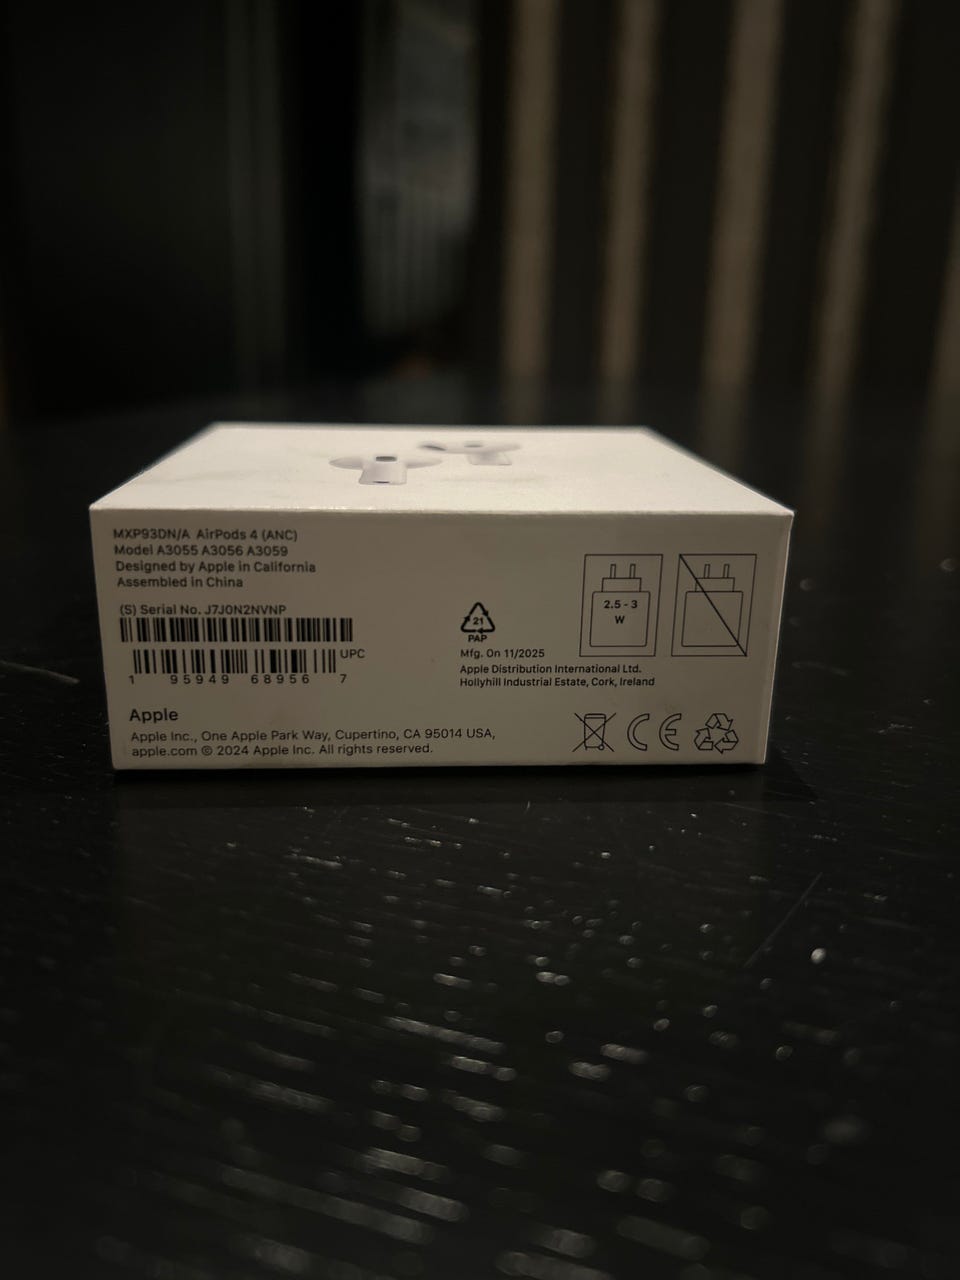 MXP93DN/A AirPods 4 (ANC)
Model A3055 A3056 A3059
Designed by Apple in California
Assembled in China
(S) Serial No. J7J0N2NVNP
UPC
1 95949 68956 7
Apple
Apple Inc., One Apple Park Way, Cupertino, CA 95014 USA,
apple.com © 2024 Apple Inc. All rights reserved.
21
PAP
Mfg. On 11/2025
Apple Distribution International Ltd.
Hollyhill Industrial Estate, Cork, Ireland
2.5 - 3
W
CE